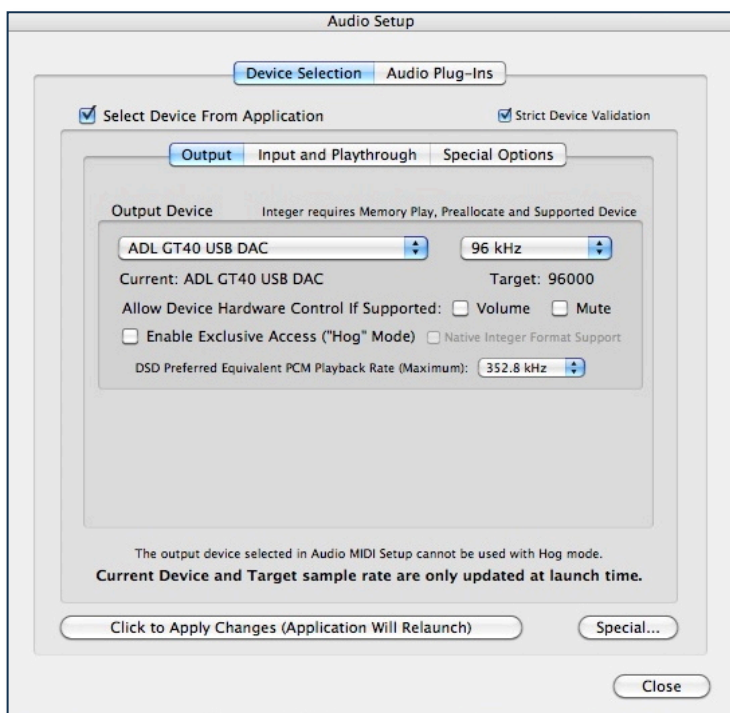 Audio Setup
Device Selection Audio Plug-Ins
Select Device From Application Strict Device Validation
Output Input and Playthrough Special Options
Output Device Integer requires Memory Play, Preallocate and Supported Device
ADL GT40 USB DAC 96 kHz
Current: ADL GT40 USB DAC Target: 96000
Allow Device Hardware Control If Supported: Volume Mute
Enable Exclusive Access ("Hog" Mode) Native Integer Format Support
DSD Preferred Equivalent PCM Playback Rate (Maximum): 352.8 kHz
The output device selected in Audio MIDI Setup cannot be used with Hog mode.
Current Device and Target sample rate are only updated at launch time.
Click to Apply Changes (Application Will Relaunch) Special...
Close